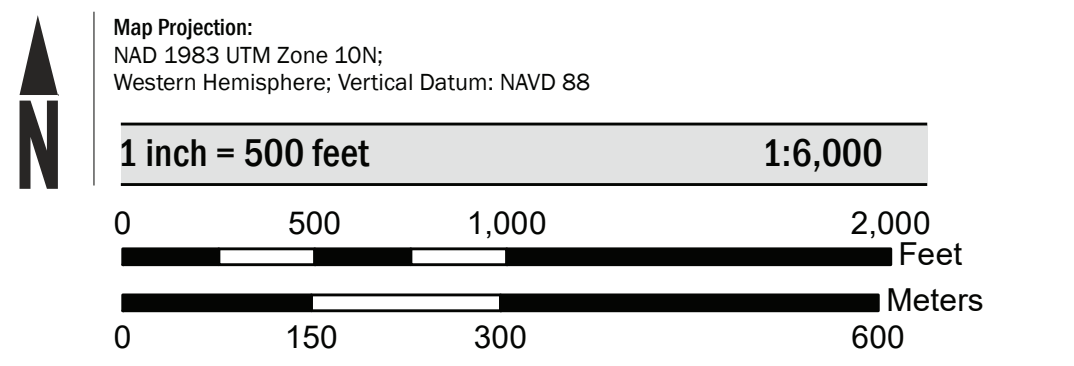 N
Map Projection:
NAD 1983 UTM Zone 10N;
Western Hemisphere; Vertical Datum: NAVD 88
1 inch = 500 feet 1:6,000
0 500 1,000 2,000
Feet
Meters
0 150 300 600